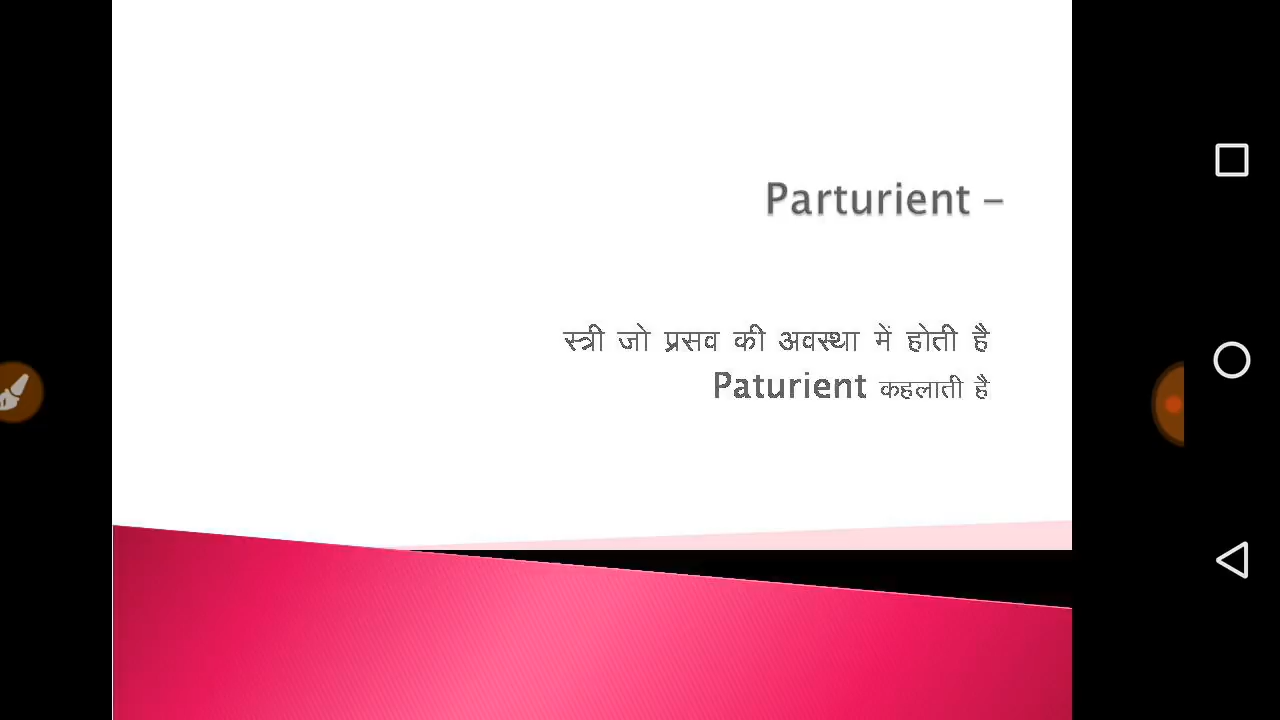 Parturient –
स्त्री जो प्रसव की अवस्था में होती है
Paturient कहलाती है